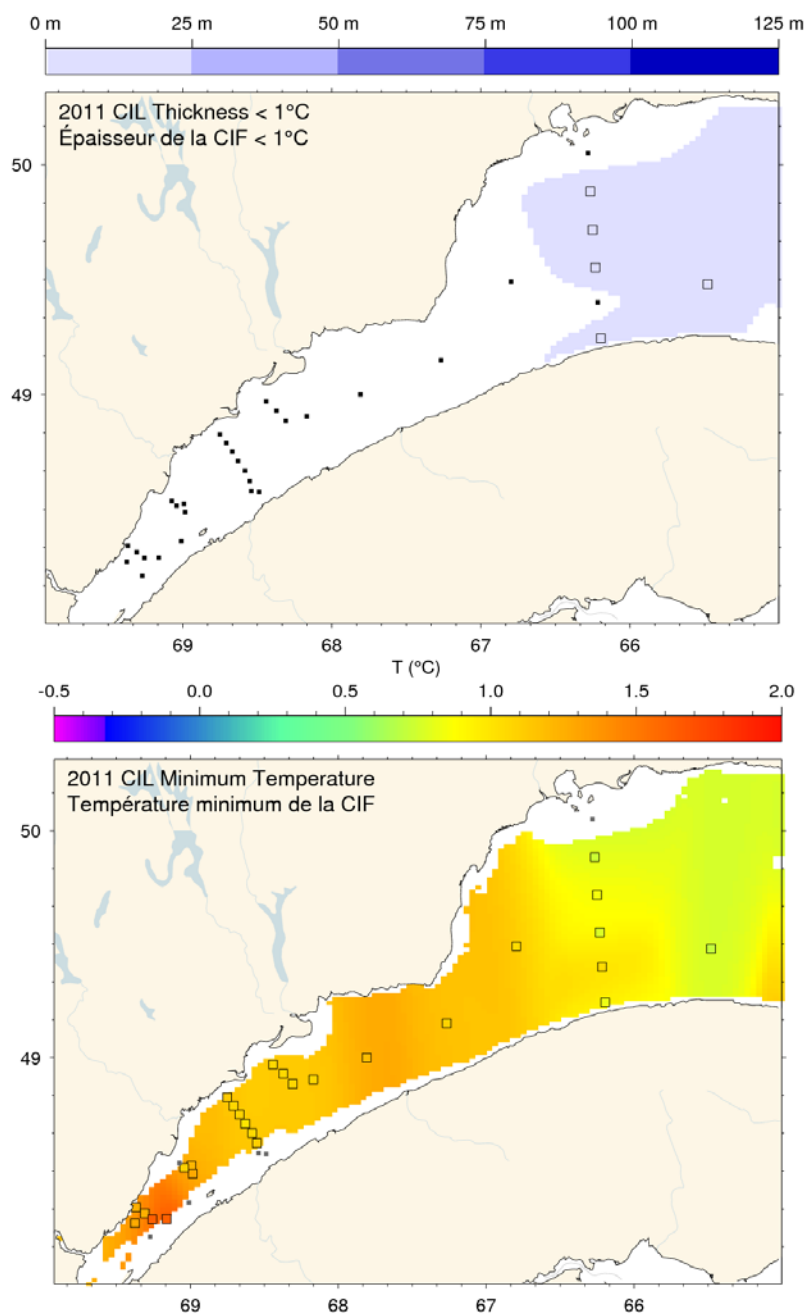 0 m 25 m 50 m 75 m 100 m 125 m
2011 CIL Thickness < 1°C
Épaisseur de la CIF < 1°C
50
49
69 68 67 66
T (°C)
-0.5 0.0 0.5 1.0 1.5 2.0
2011 CIL Minimum Temperature
Température minimum de la CIF
50
49
69 68 67 66